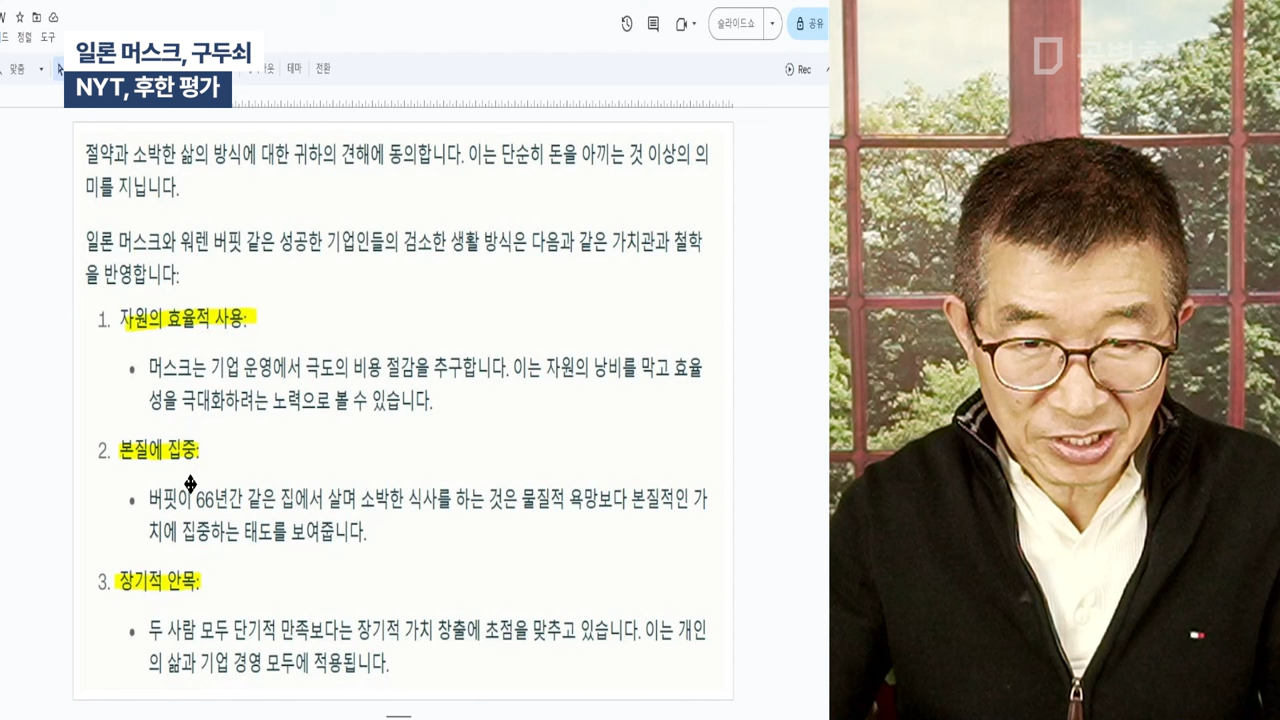 정렬 도구
슬라이드쇼
공유
일론 머스크, 구두쇠
NYT, 후한 평가
맞춤
테마
전환
Rec
절약과 소박한 삶의 방식에 대한 귀하의 견해에 동의합니다. 이는 단순히 돈을 아끼는 것 이상의 의
미를 지닙니다.
일론 머스크와 워렌 버핏 같은 성공한 기업인들의 검소한 생활 방식은 다음과 같은 가치관과 철학
을 반영합니다:
1. 자원의 효율적 사용:
• 머스크는 기업 운영에서 극도의 비용 절감을 추구합니다. 이는 자원의 낭비를 막고 효율
성을 극대화하려는 노력으로 볼 수 있습니다.
2. 본질에 집중:
• 버핏이 66년간 같은 집에서 살며 소박한 식사를 하는 것은 물질적 욕망보다 본질적인 가
치에 집중하는 태도를 보여줍니다.
3. 장기적 안목:
• 두 사람 모두 단기적 만족보다는 장기적 가치 창출에 초점을 맞추고 있습니다. 이는 개인
의 삶과 기업 경영 모두에 적용됩니다.